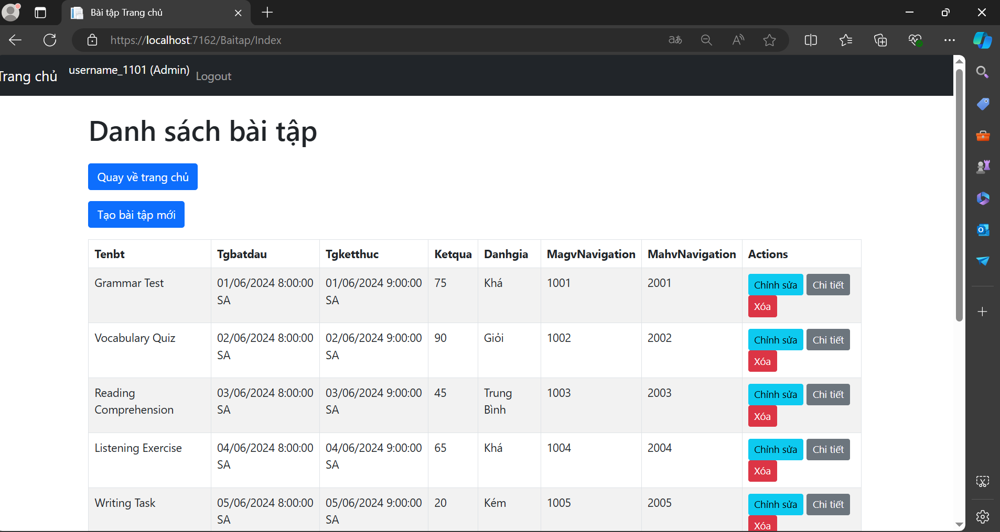 Bài tập Trang chủ
https://localhost:7162/Baitap/Index
Trang chủ username_1101 (Admin) Logout
Danh sách bài tập
Quay về trang chủ
Tạo bài tập mới
Tenbt Tgbatdau Tgketthuc Ketqua Danhgia MagvNavigation MahvNavigation Actions
Grammar Test 01/06/2024 8:00:00 01/06/2024 9:00:00 75 Khá 1001 2001 Chỉnh sửa Chi tiết
SA SA Xóa
Vocabulary Quiz 02/06/2024 8:00:00 02/06/2024 9:00:00 90 Giỏi 1002 2002 Chỉnh sửa Chi tiết
SA SA Xóa
Reading 03/06/2024 8:00:00 03/06/2024 9:00:00 45 Trung 1003 2003 Chỉnh sửa Chi tiết
Comprehension SA SA Bình Xóa
Listening Exercise 04/06/2024 8:00:00 04/06/2024 9:00:00 65 Khá 1004 2004 Chỉnh sửa Chi tiết
SA SA Xóa
Writing Task 05/06/2024 8:00:00 05/06/2024 9:00:00 20 Kém 1005 2005 Chỉnh sửa Chi tiết
SA SA Xóa